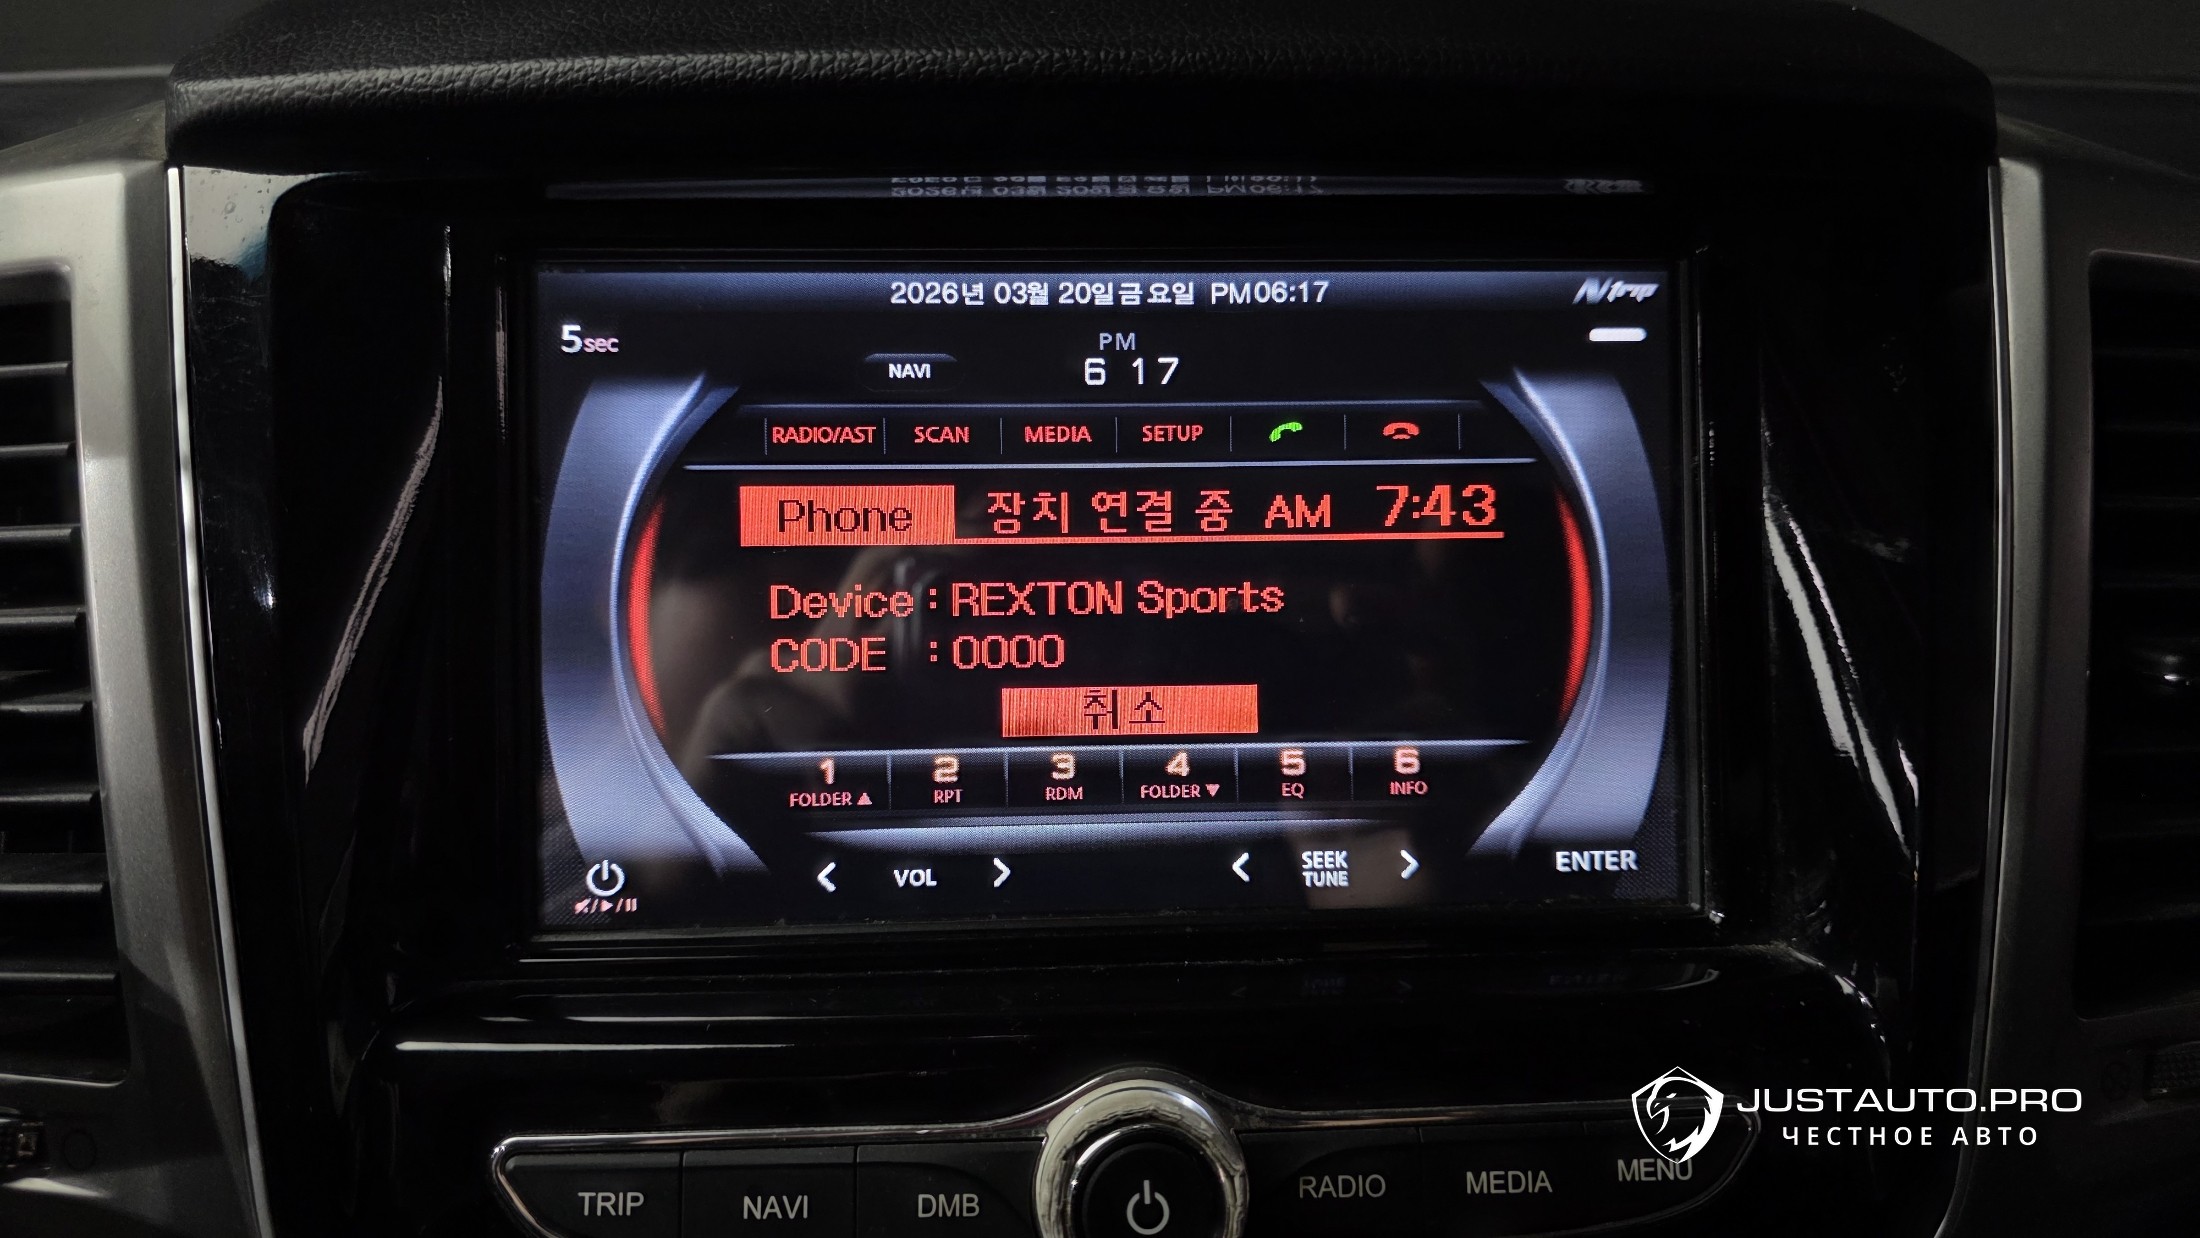 2026년 03월 20일금요일 PM06:17
Ntrip
5sec
PM
NAVI
6 17
RADIO/AST SCAN MEDIA SETUP
Phone 장치 연결 중 AM 7:43
Device : REXTON Sports
CODE : 0000
취소
1 2 3 4 5 6
FOLDER▲ RPT RDM FOLDER▼ EQ INFO
< VOL > < SEEK TUNE > ENTER
JUSTAUTO.PRO
ЧЕСТНОЕ АВТО
TRIP NAVI DMB RADIO MEDIA MENU